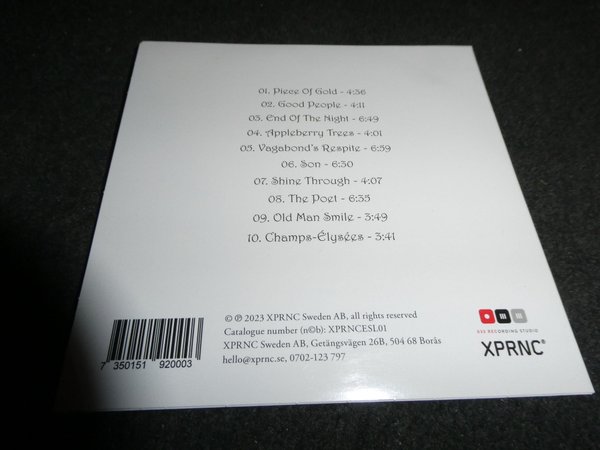 01. Piece Of Gold - 4:36
02. Good People - 4:11
03. End Of The Night - 6:49
04. Appleberry Trees - 4:01
05. Vagabond's Respite - 6:59
06. Son - 6:30
07. Shine Through - 4:07
08. The Poet - 6:35
09. Old Man Smile - 3:49
10. Champs-Élysées - 3:41
© ℗ 2023 XPRNC Sweden AB, all rights reserved
Catalogue number (n©b): XPRNCESL01
XPRNC Sweden AB, Getängsvägen 26B, 504 68 Borås
hello@xprnc.se, 0702-123 797
7 350151 920003
RECORDING STUDIO
XPRNC®